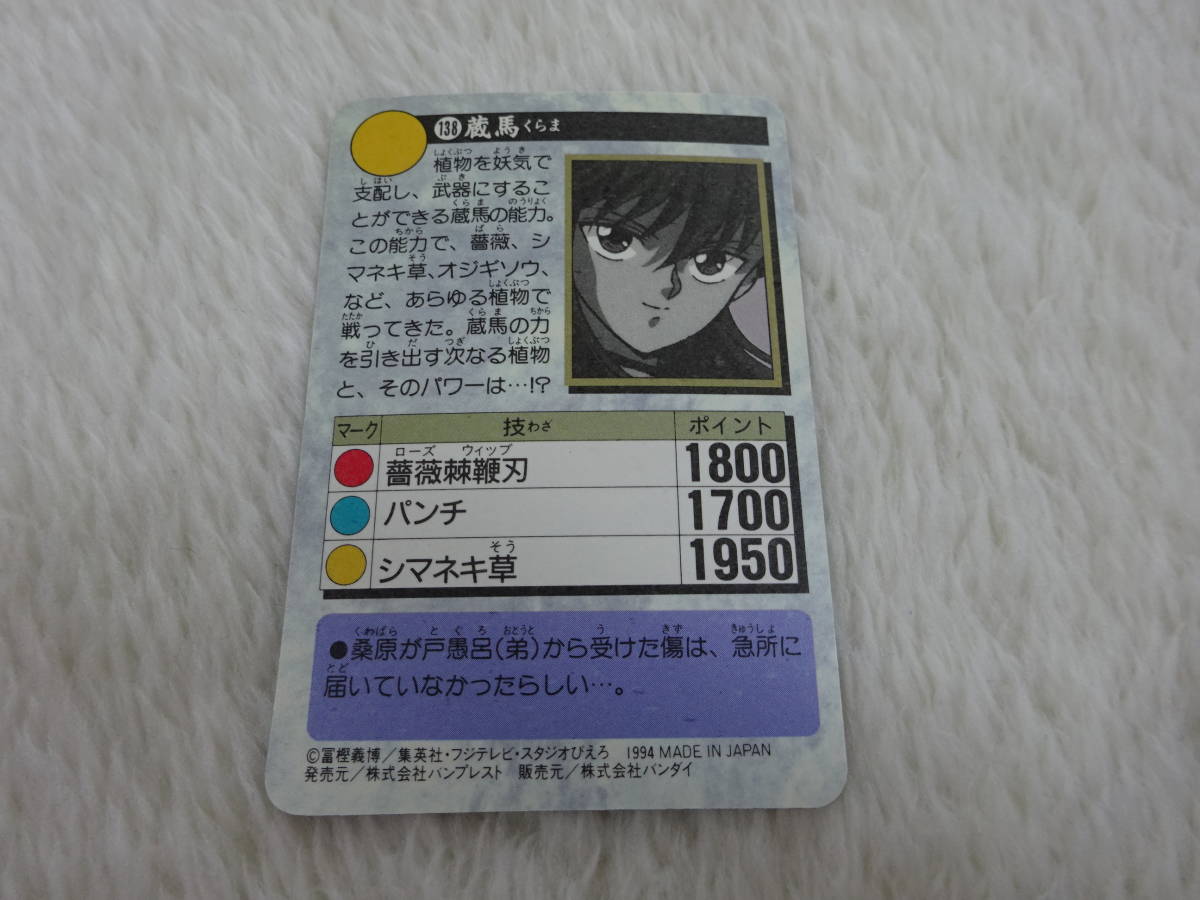 138 蔵馬 くらま
植物を妖気で
支配し、武器にするこ
とができる蔵馬の能力。
この能力で、薔薇、シ
マネキ草、オジギソウ、
など、あらゆる植物で
戦ってきた。蔵馬の力
を引き出す次なる植物
と、そのパワーは…!?
マーク 技わざ ポイント
ローズ ウィップ
薔薇棘鞭刃 1800
パンチ 1700
シマネキ草 1950
●桑原が戸愚呂(弟)から受けた傷は、急所に
届いていなかったらしい…。
©冨樫義博/集英社・フジテレビ・スタジオぴえろ 1994 MADE IN JAPAN
発売元/株式会社バンプレスト 販売元/株式会社バンダイ